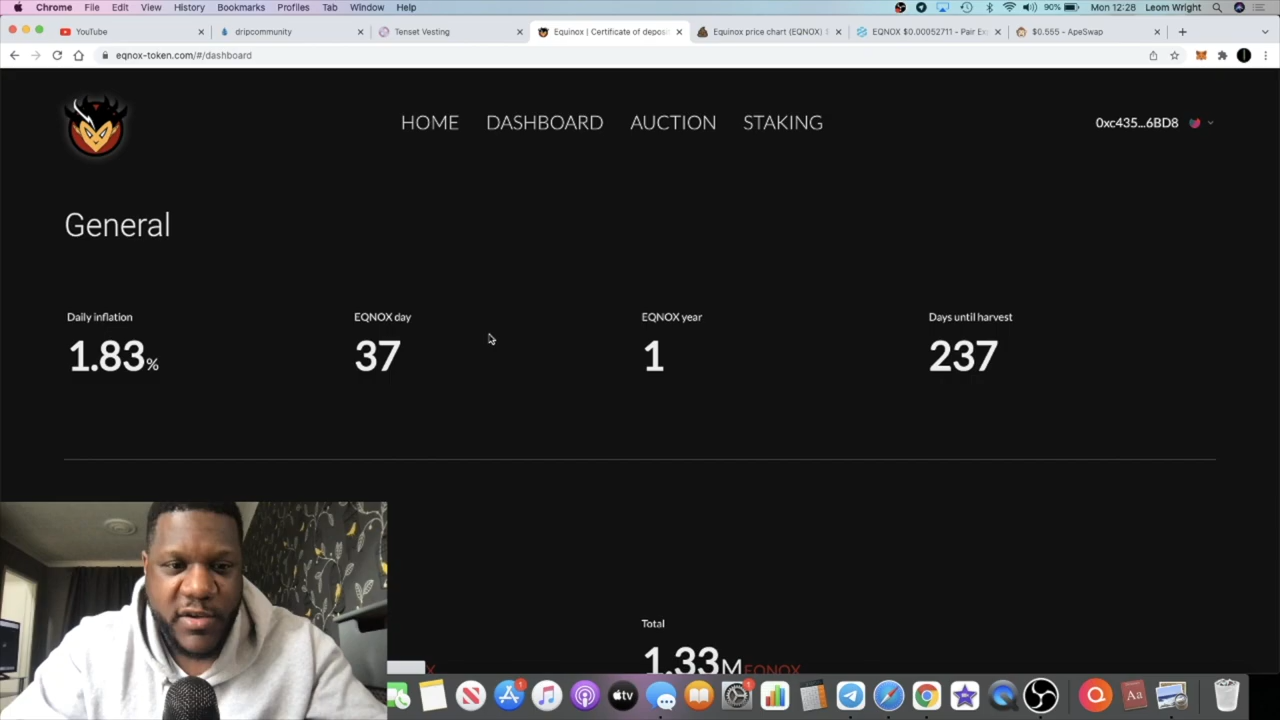 Chrome File Edit View History Bookmarks Profiles Tab Window Help 90% Mon 12:28 Leom Wright
YouTube dripcommunity Tenset Vesting Equinox | Certificate of depos Equinox price chart (EQNOX) EQNOX $0.00052711 - Pair Ex $0.555 - ApeSwap
eqnox-token.com/#/dashboard
HOME DASHBOARD AUCTION STAKING 0xc435...6BD8
General
Daily inflation EQNOX day EQNOX year Days until harvest
1.83% 37 1 237
Total
1.33M EQNOX
X
tv Aa